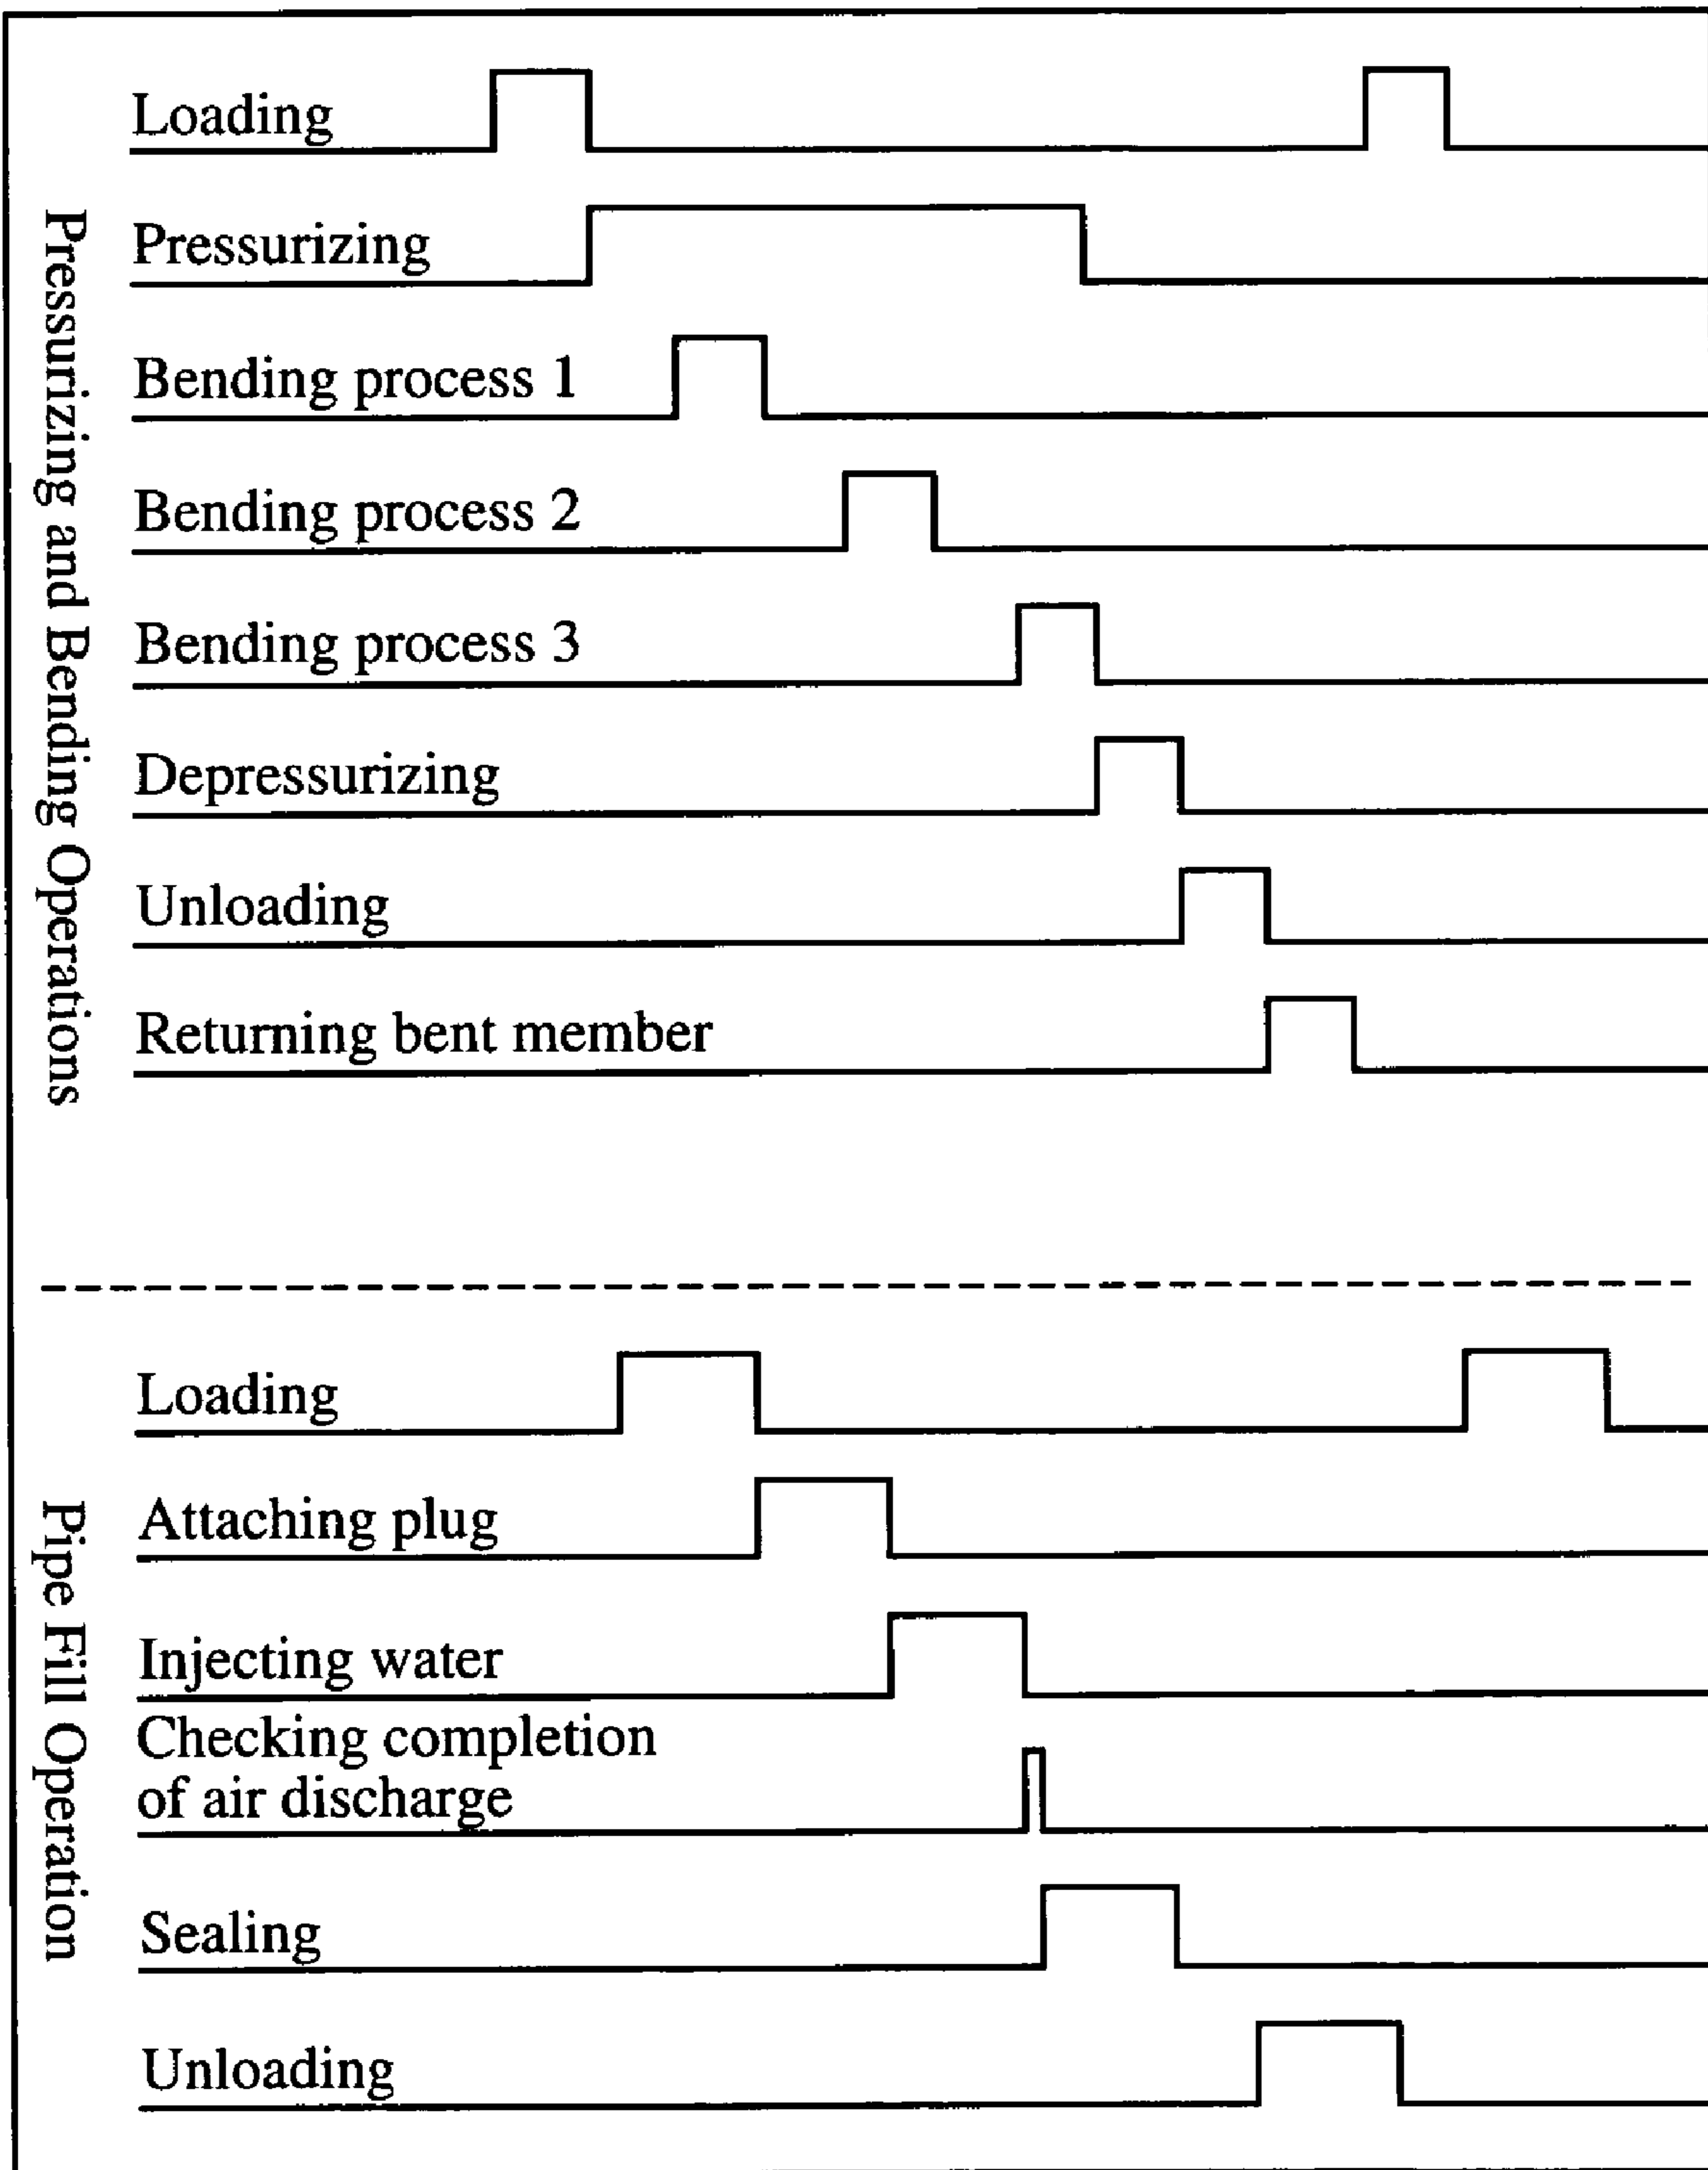 Pressurizing and Bending Operations
Loading
Pressurizing
Bending process 1
Bending process 2
Bending process 3
Depressurizing
Unloading
Returning bent member
Pipe Fill Operation
Loading
Attaching plug
Injecting water
Checking completion
of air discharge
Sealing
Unloading